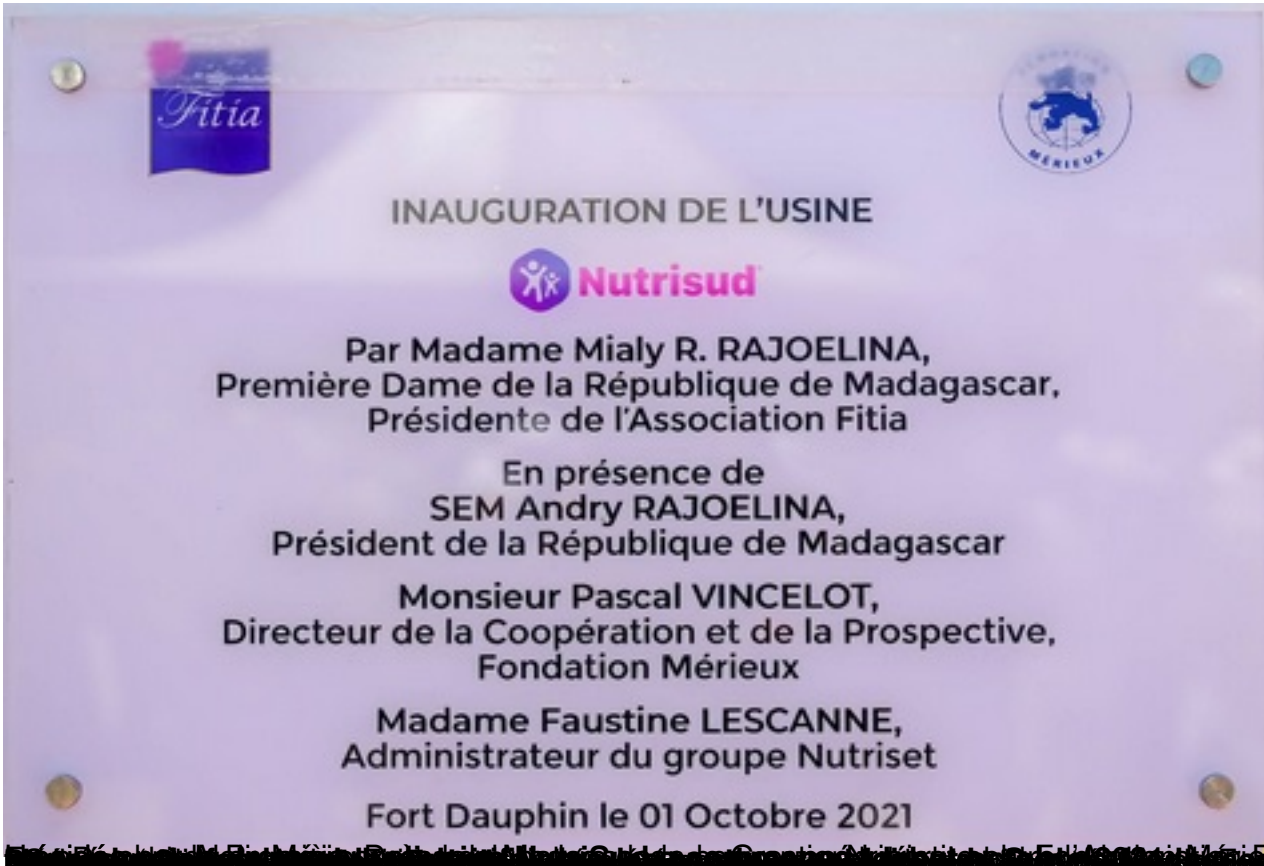 Fitia
FONDATION
MÉRIEUX
INAUGURATION DE L'USINE
Nutrisud
Par Madame Mialy R. RAJOELINA,
Première Dame de la République de Madagascar,
Présidente de l'Association Fitia
En présence de
SEM Andry RAJOELINA,
Président de la République de Madagascar
Monsieur Pascal VINCELOT,
Directeur de la Coopération et de la Prospective,
Fondation Mérieux
Madame Faustine LESCANNE,
Administrateur du groupe Nutriset
Fort Dauphin le 01 Octobre 2021